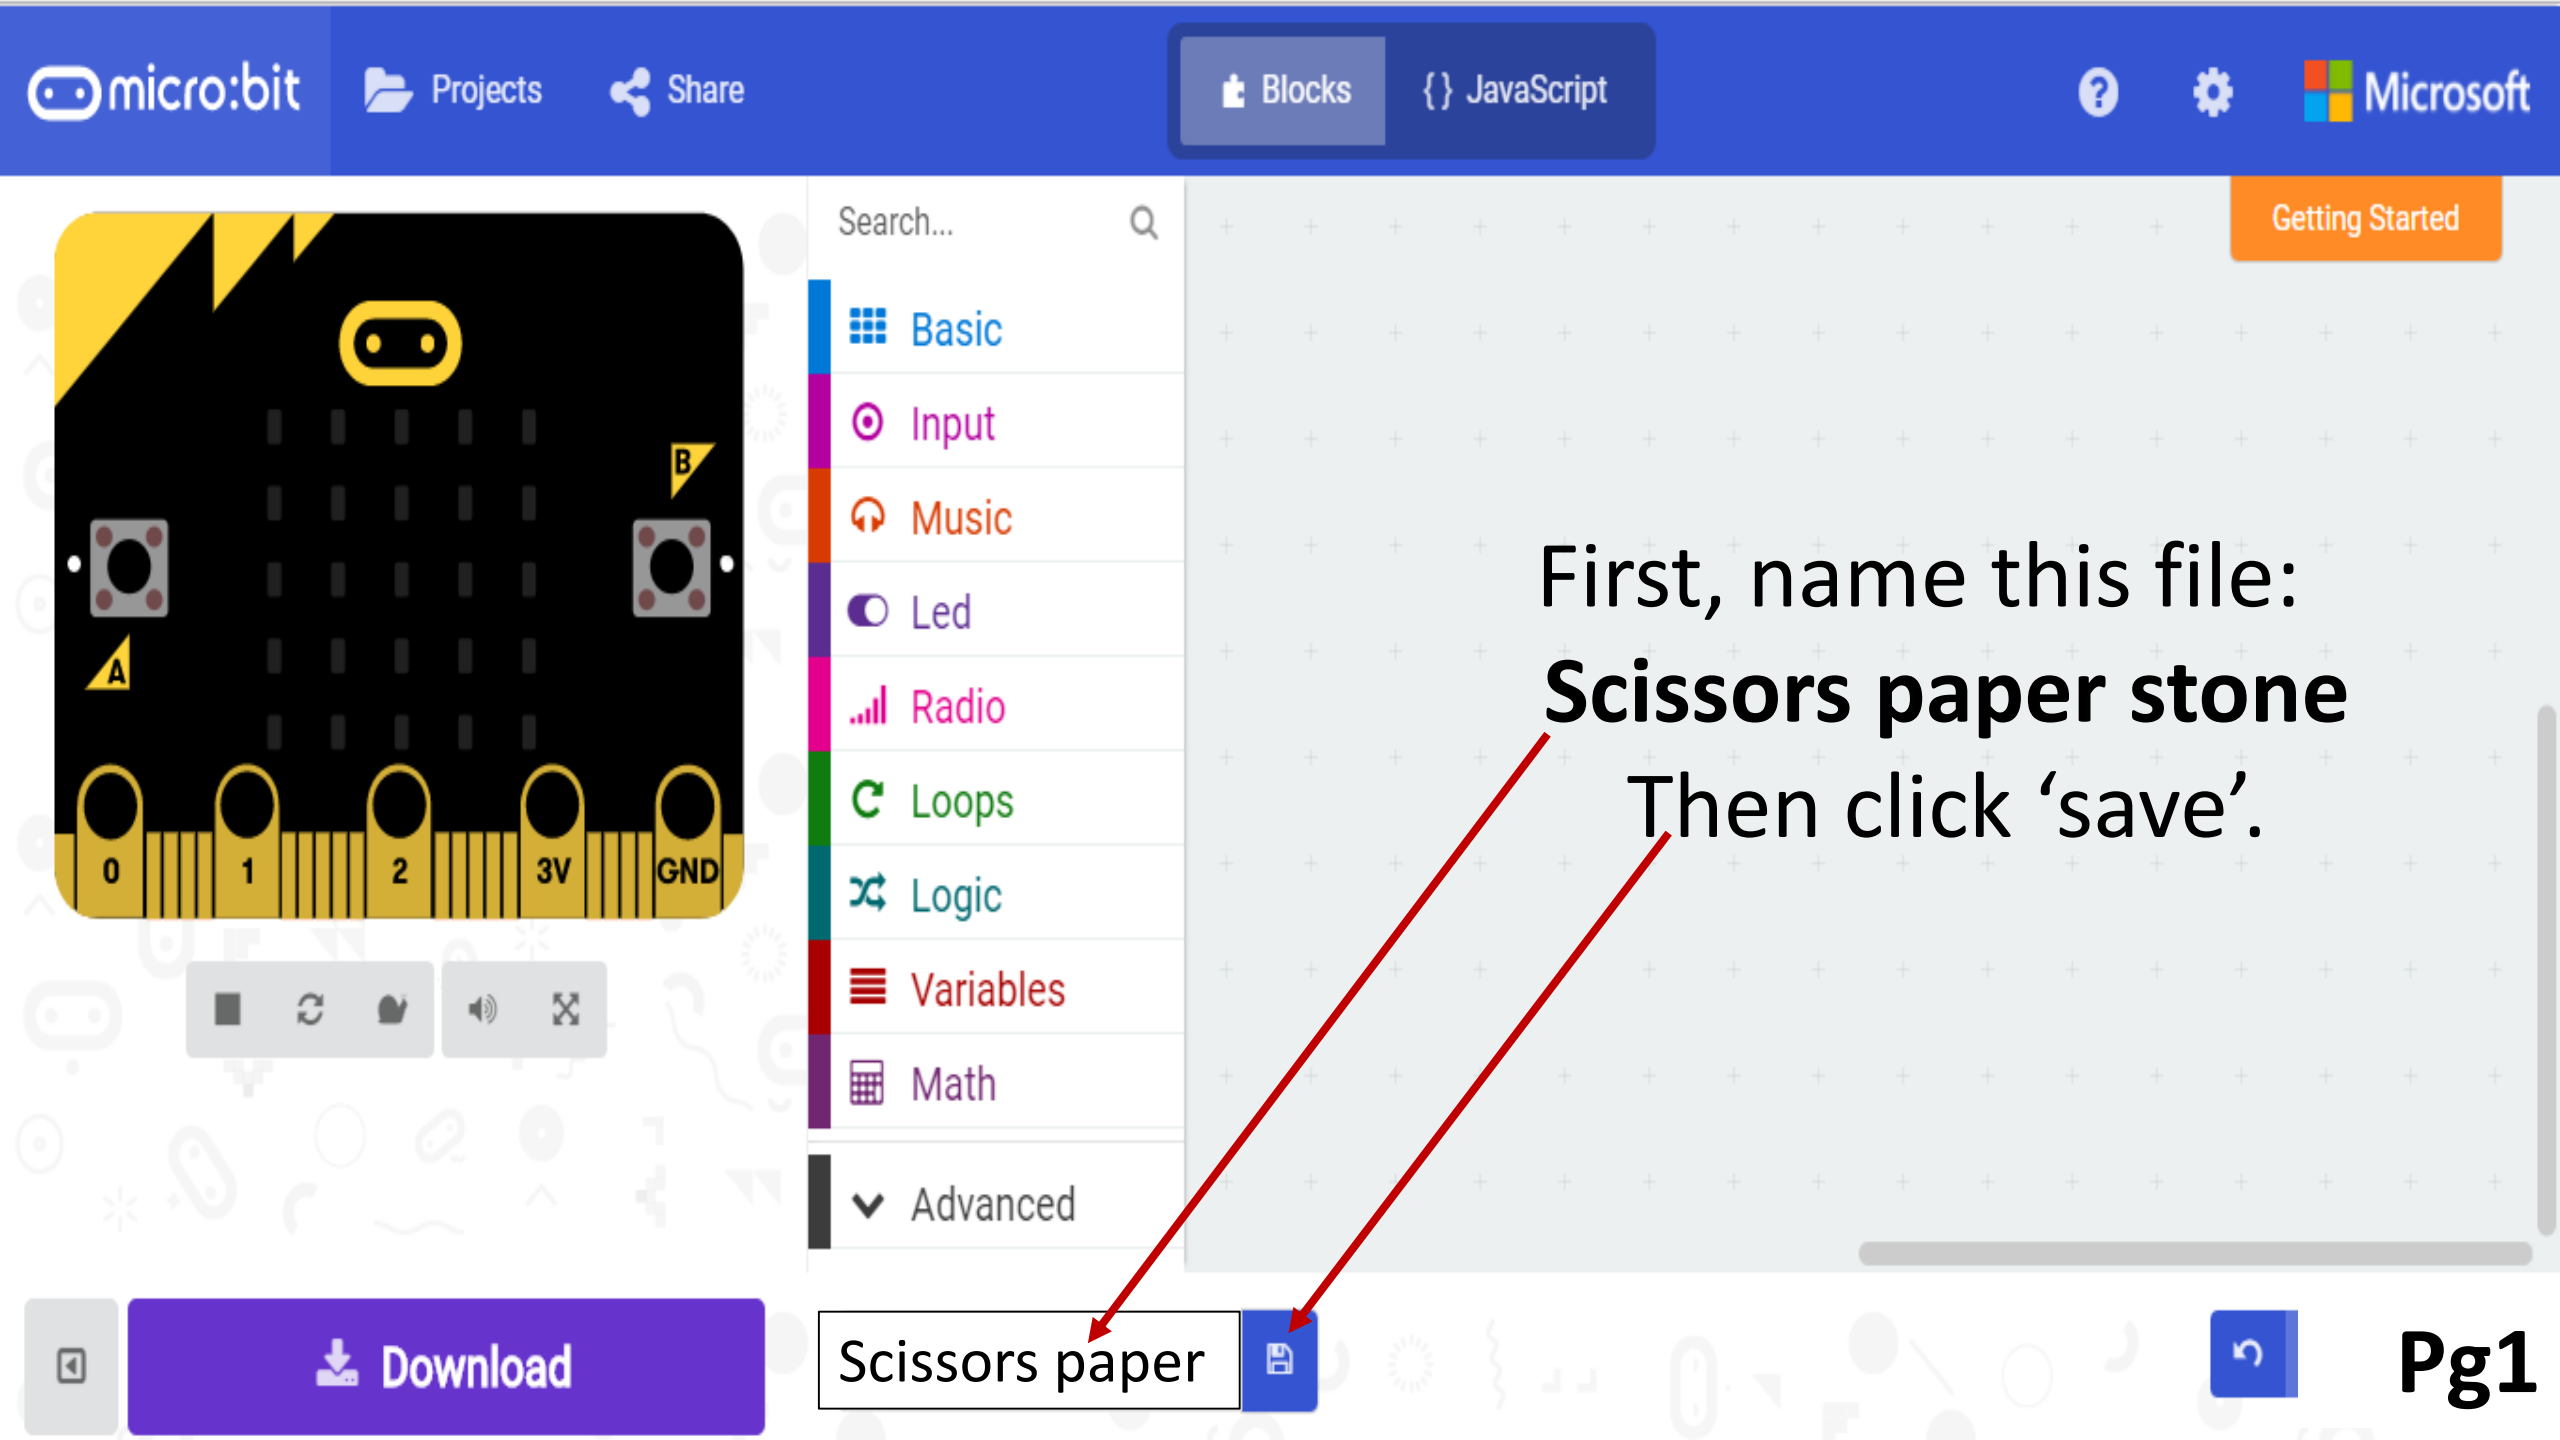 micro:bit
Projects
Share
Blocks
{} JavaScript
?
Microsoft
Search...
Getting Started
Basic
Input
Music
Led
Radio
Loops
Logic
Variables
Math
Advanced
B
A
0 1 2 3V GND
First, name this file:
Scissors paper stone
Then click ‘save’.
Download
Scissors paper
Pg1